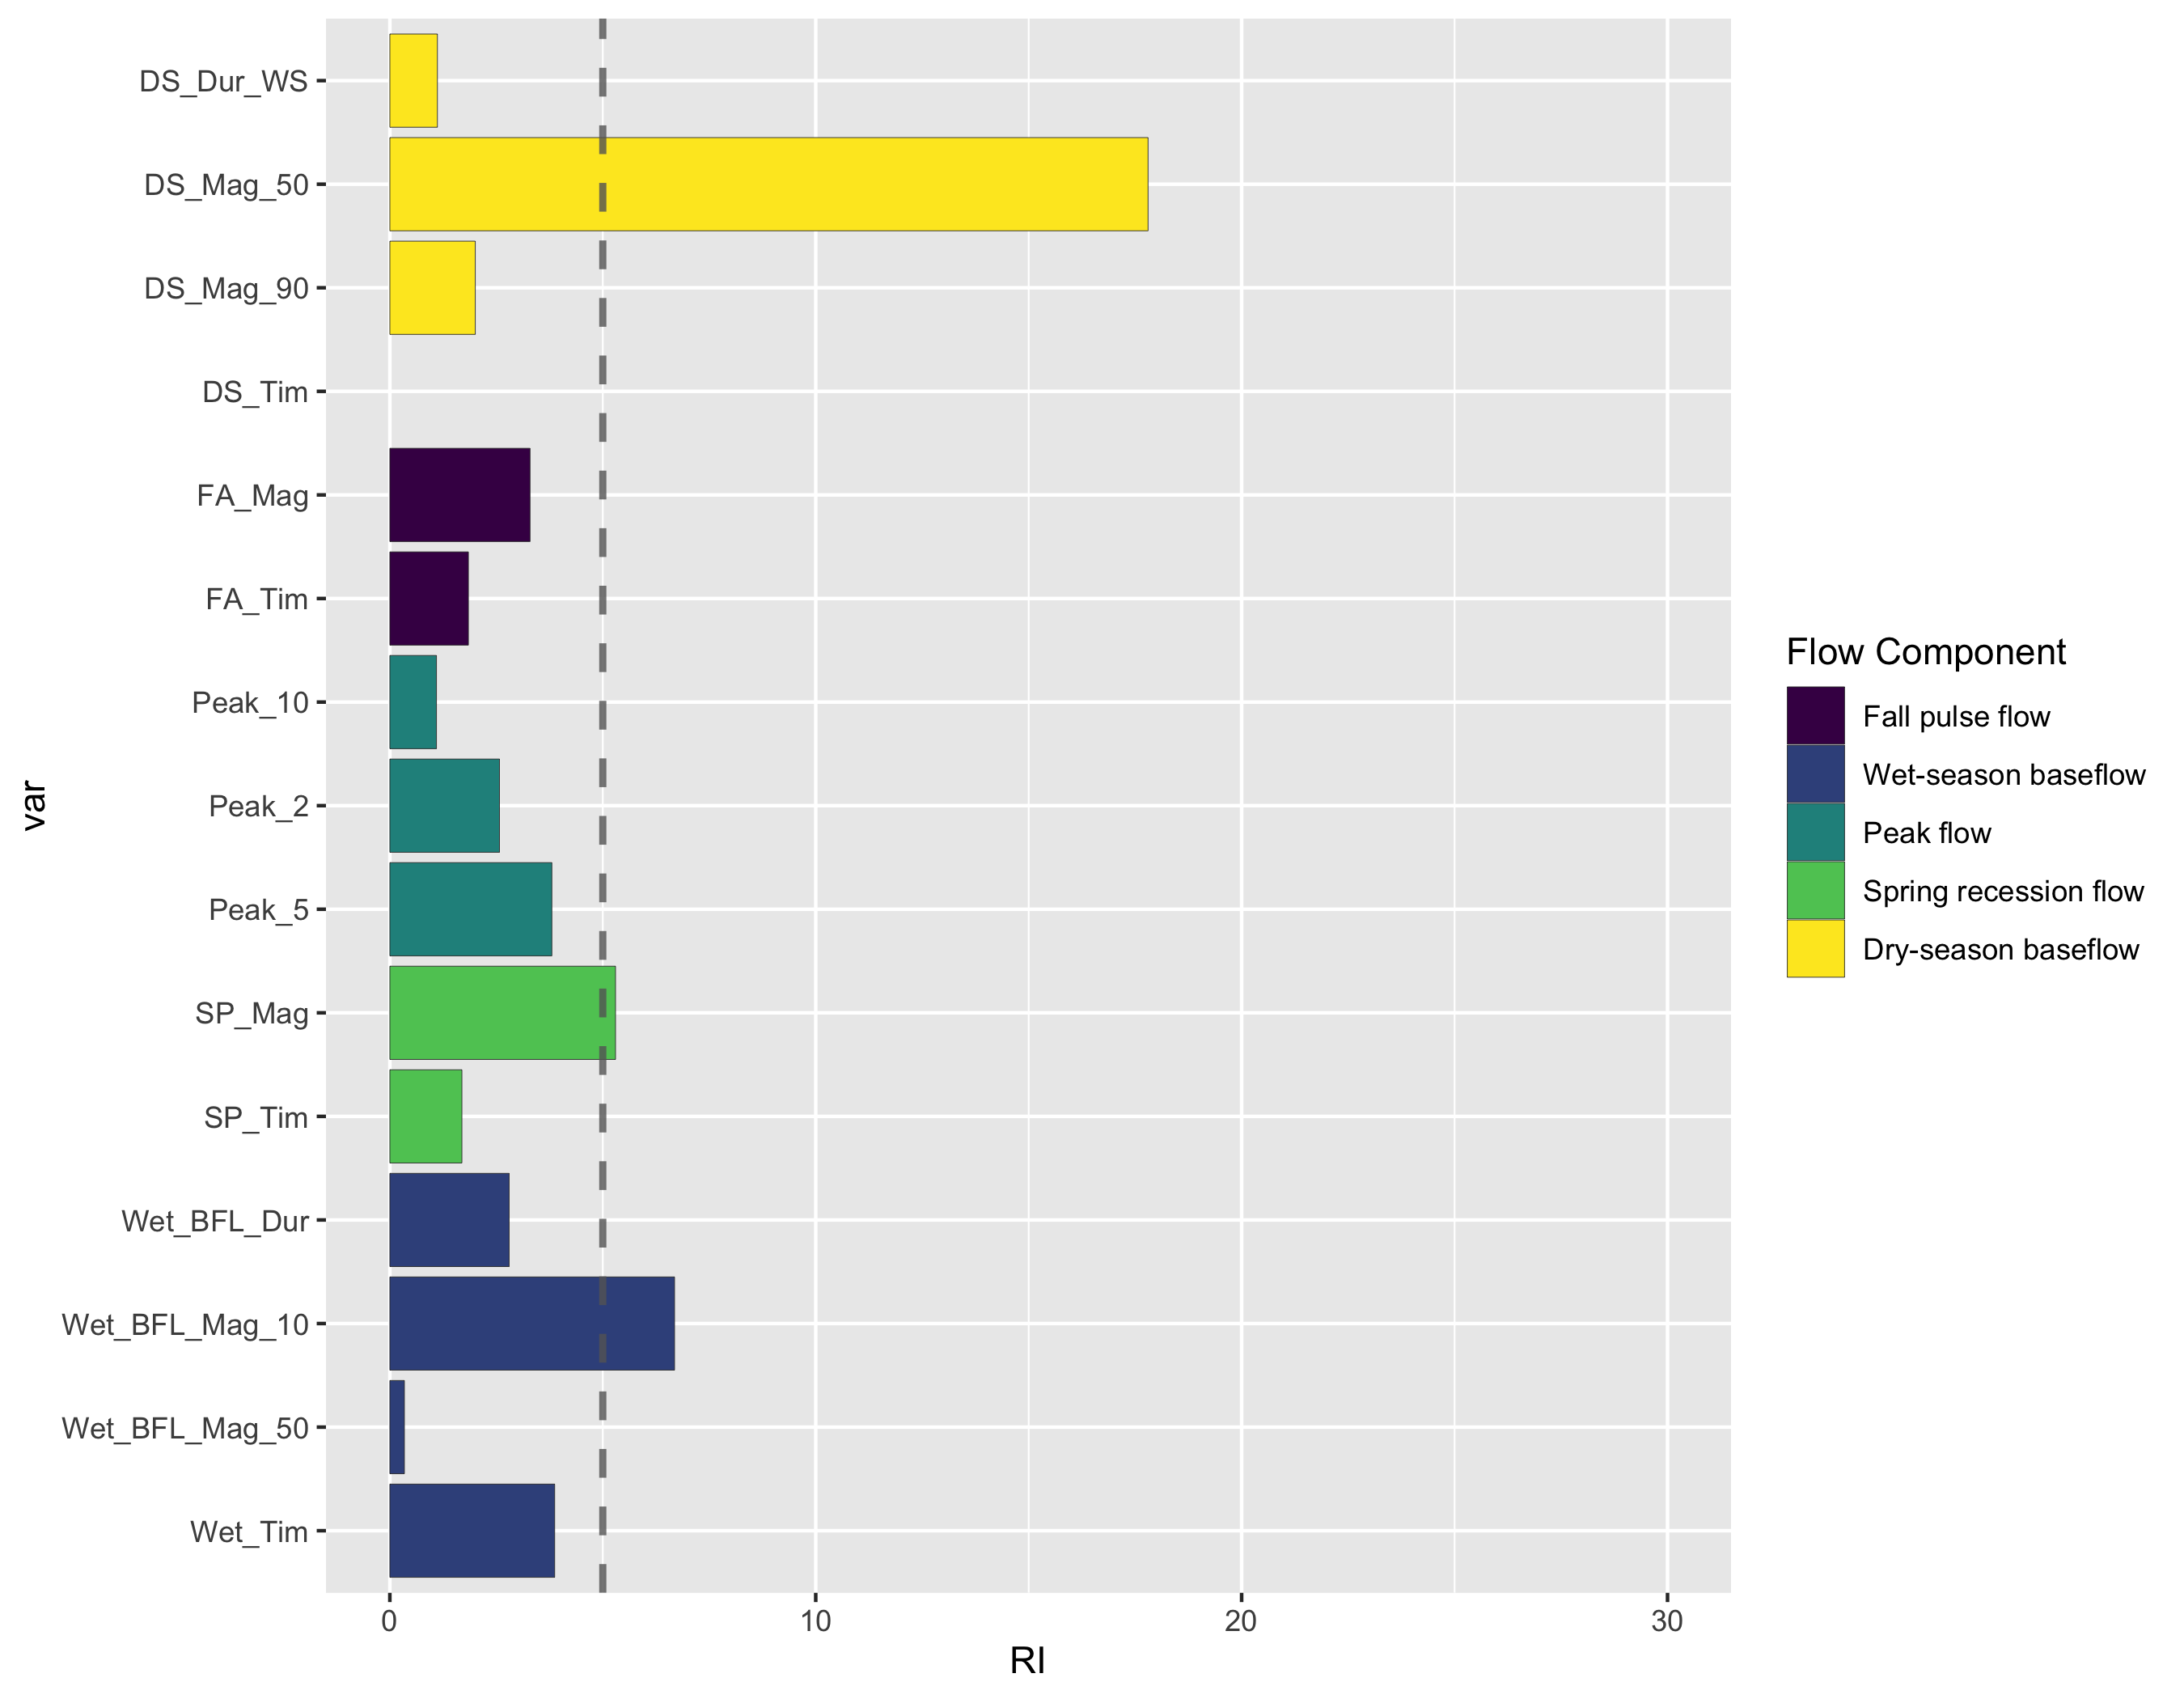 DS_Dur_WS
DS_Mag_50
DS_Mag_90
DS_Tim
FA_Mag
FA_Tim
Peak_10
Peak_2
Peak_5
SP_Mag
SP_Tim
Wet_BFL_Dur
Wet_BFL_Mag_10
Wet_BFL_Mag_50
Wet_Tim
var
0 10 20 30
RI
Flow Component
Fall pulse flow
Wet-season baseflow
Peak flow
Spring recession flow
Dry-season baseflow